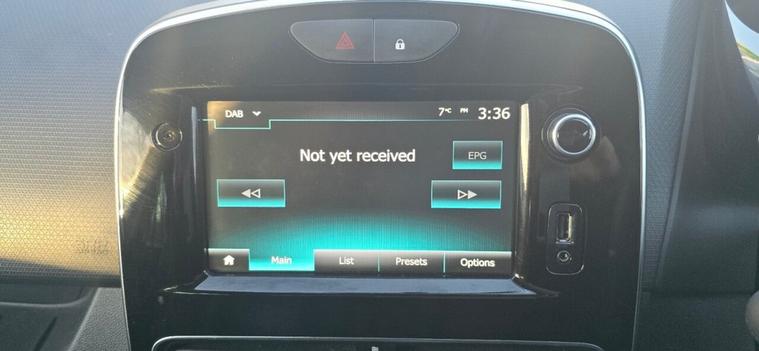 DAB
7°C PM 3:36
Not yet received
EPG
Main List Presets Options